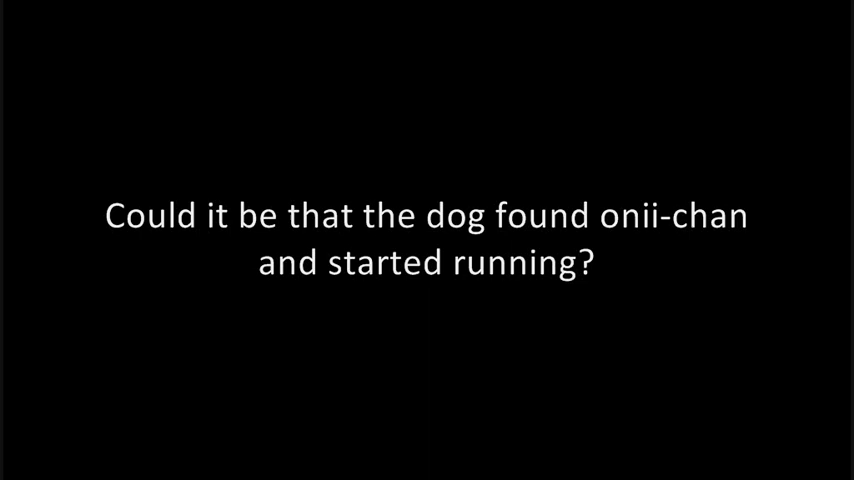 Could it be that the dog found onii-chan
and started running?